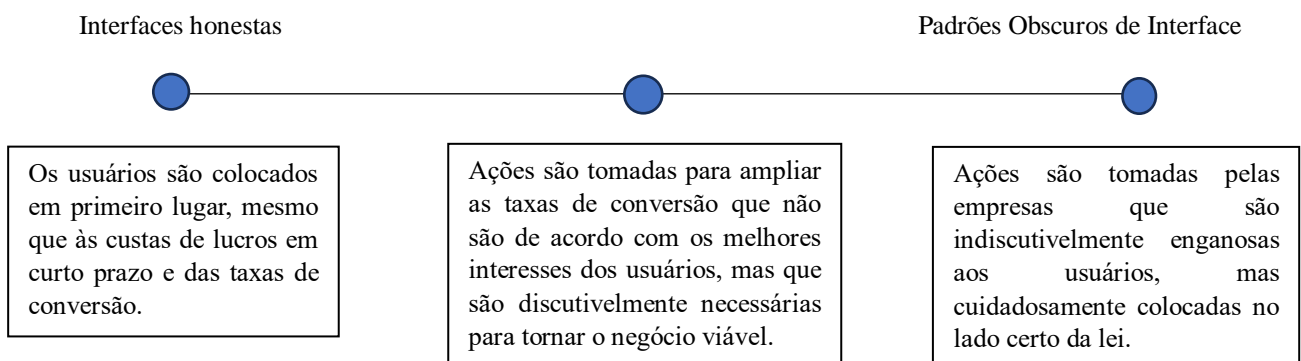 Interfaces honestas
Padrões Obscuros de Interface
Os usuários são colocados
em primeiro lugar, mesmo
que às custas de lucros em
curto prazo e das taxas de
conversão.
Ações são tomadas para ampliar
as taxas de conversão que não
são de acordo com os melhores
interesses dos usuários, mas que
são discutivelmente necessárias
para tornar o negócio viável.
Ações são tomadas pelas
empresas que são
indiscutivelmente enganosas
aos usuários, mas
cuidadosamente colocadas no
lado certo da lei.